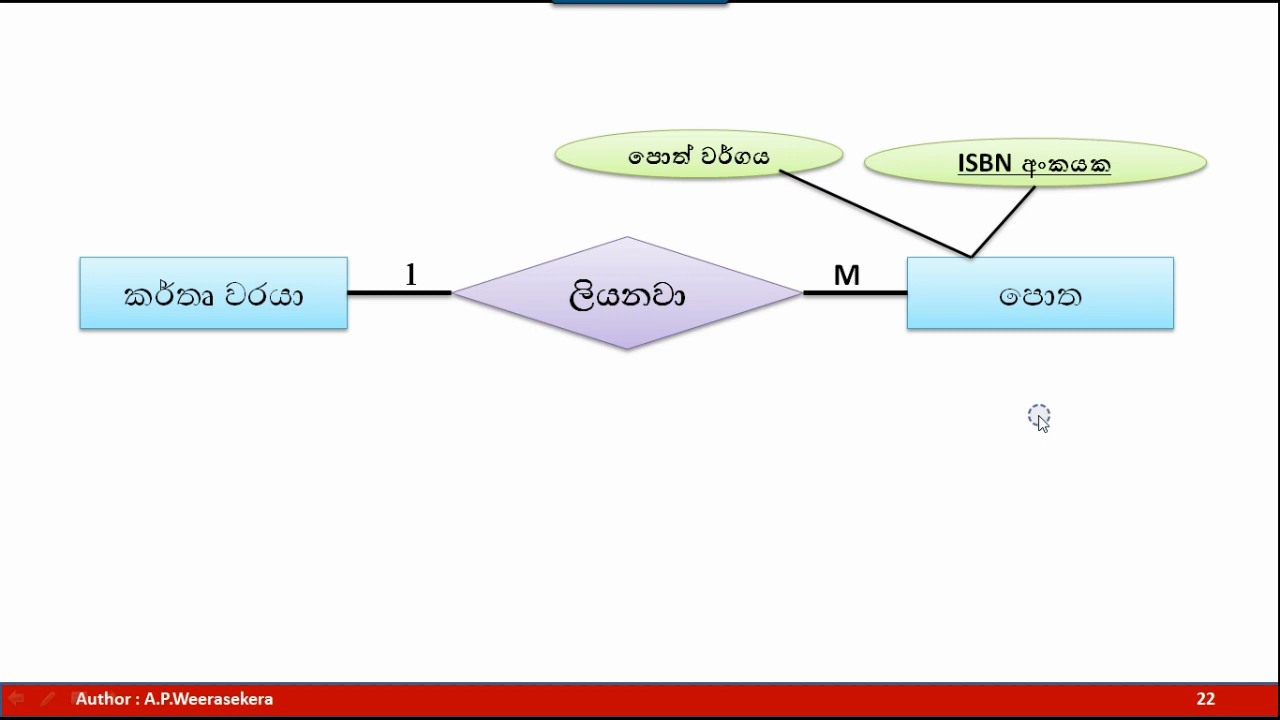 පොත් වර්ගය
ISBN අංකයක
කර්තෘ වරයා
1
ලියනවා
M
පොත
Author : A.P.Weerasekera
22